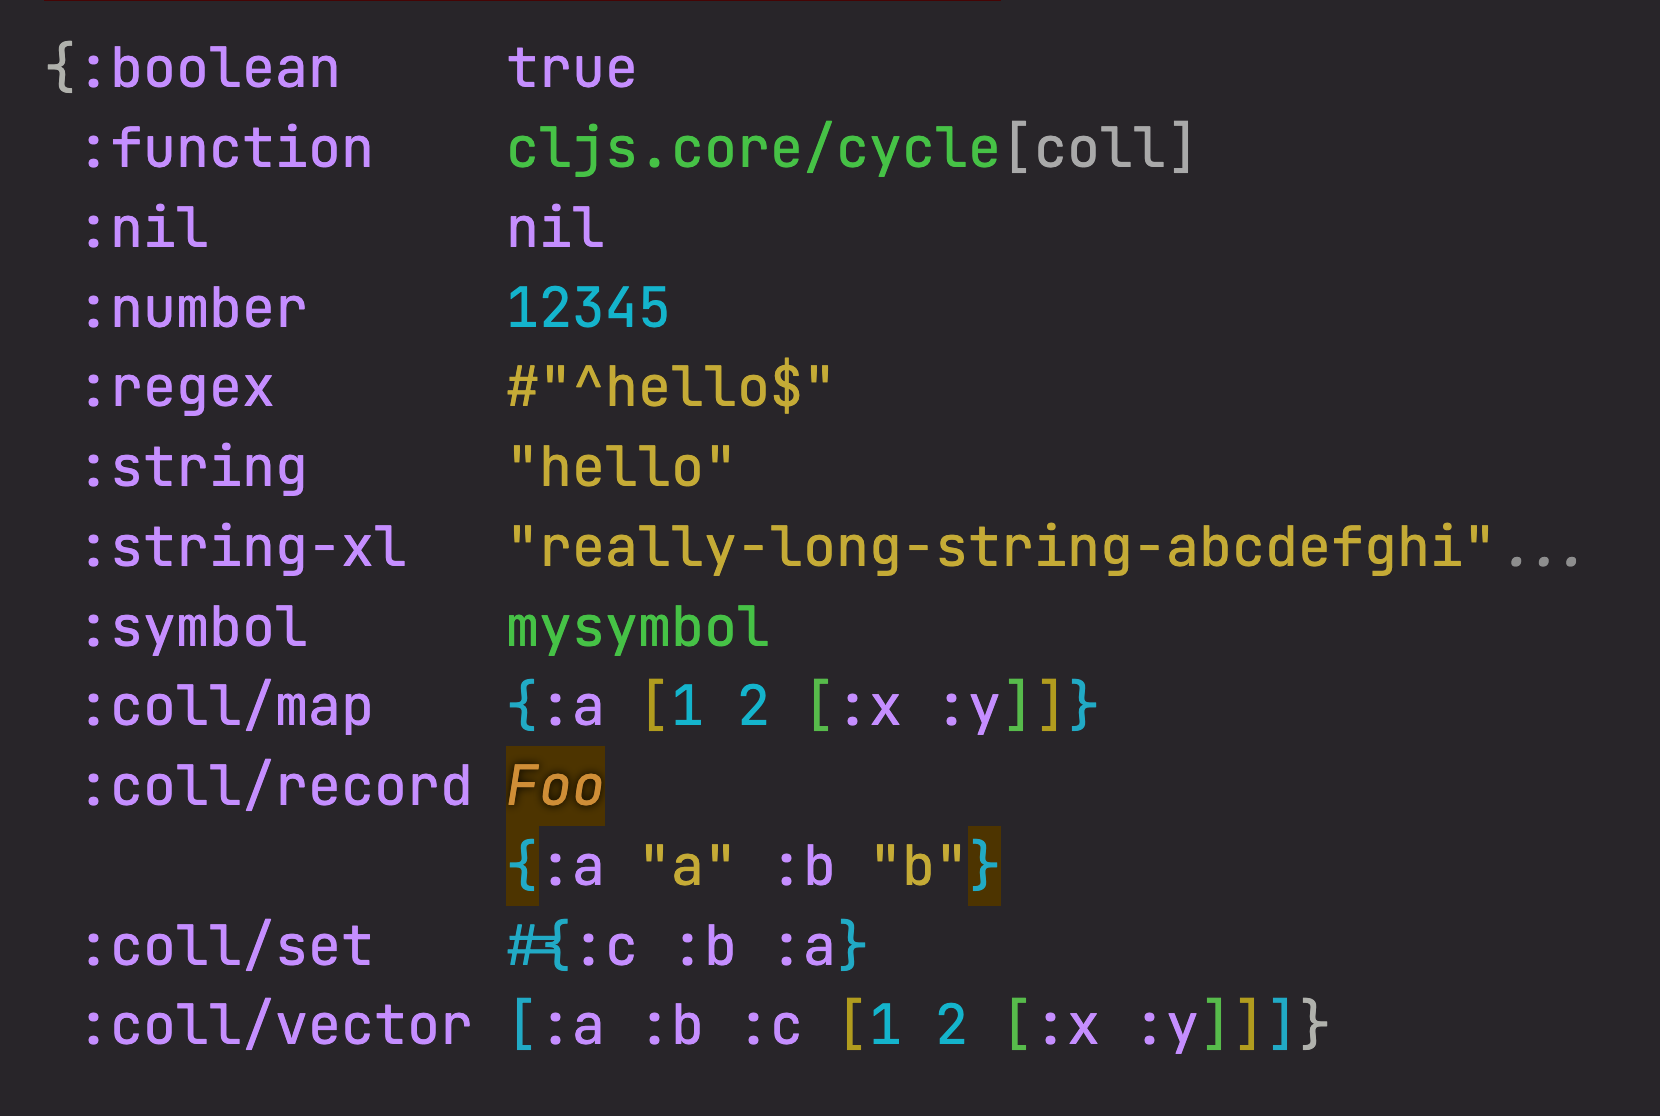 {:boolean     true
 :function    cljs.core/cycle[coll]
 :nil         nil
 :number      12345
 :regex       #"^hello$"
 :string      "hello"
 :string-xl   "really-long-string-abcdefghi"...
 :symbol      mysymbol
 :coll/map    {:a [1 2 [:x :y]]}
 :coll/record Foo
              {:a "a" :b "b"}
 :coll/set    #{:c :b :a}
 :coll/vector [:a :b :c [1 2 [:x :y]]]}